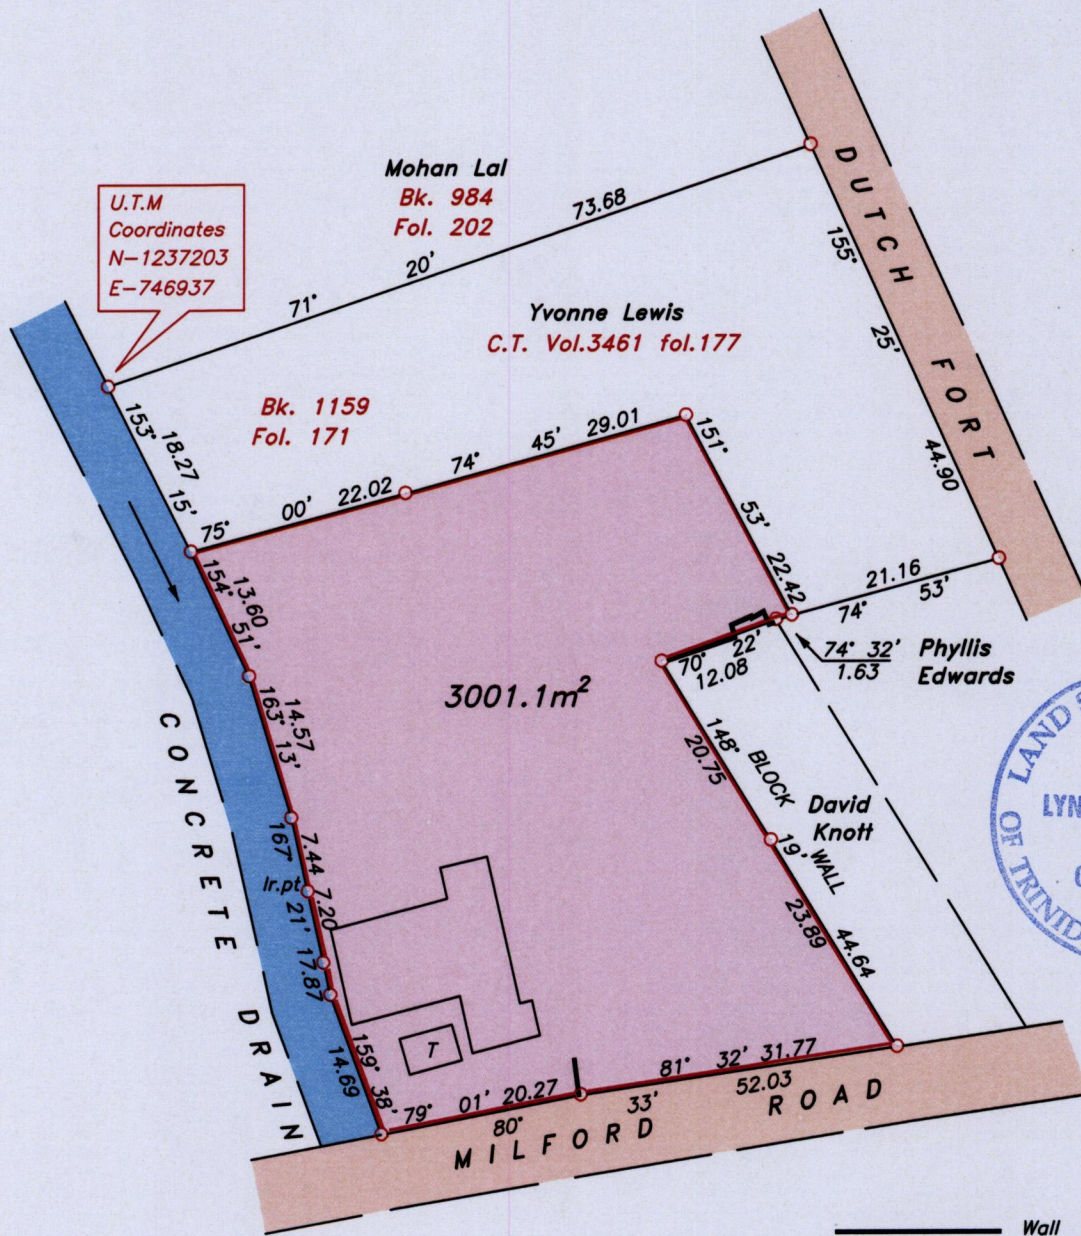 DUTCH FORT
155°
25'
44.90
Mohan Lal
Bk. 984
Fol. 202
71° 20' 73.68
U.T.M
Coordinates
N-1237203
E-746937
Yvonne Lewis
C.T. Vol.3461 fol.177
Bk. 1159
Fol. 171
153° 15'
18.27
75° 00' 22.02
74° 45' 29.01
151° 53'
22.42
21.16
74° 53'
74° 32'
1.63
Phyllis
Edwards
70° 22'
12.08
154° 51'
13.60
3001.1m²
163° 13'
14.57
148° 19'
20.75
BLOCK WALL
David
Knott
23.89
44.64
167° 21'
7.44
Ir.pt
7.20
17.87
CONCRETE DRAIN
T
159° 38'
14.69
79° 01' 20.27
81° 32' 31.77
80° 33' 52.03
MILFORD ROAD
LAND S
LYN
OF TRINID
Wall